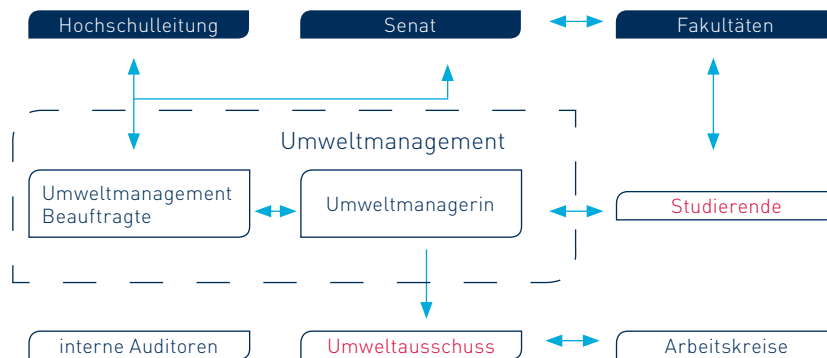 Hochschulleitung
Senat
Fakultäten
Umweltmanagement
Umweltmanagement
Beauftragte
Umweltmanagerin
Studierende
interne Auditoren
Umweltausschuss
Arbeitskreise